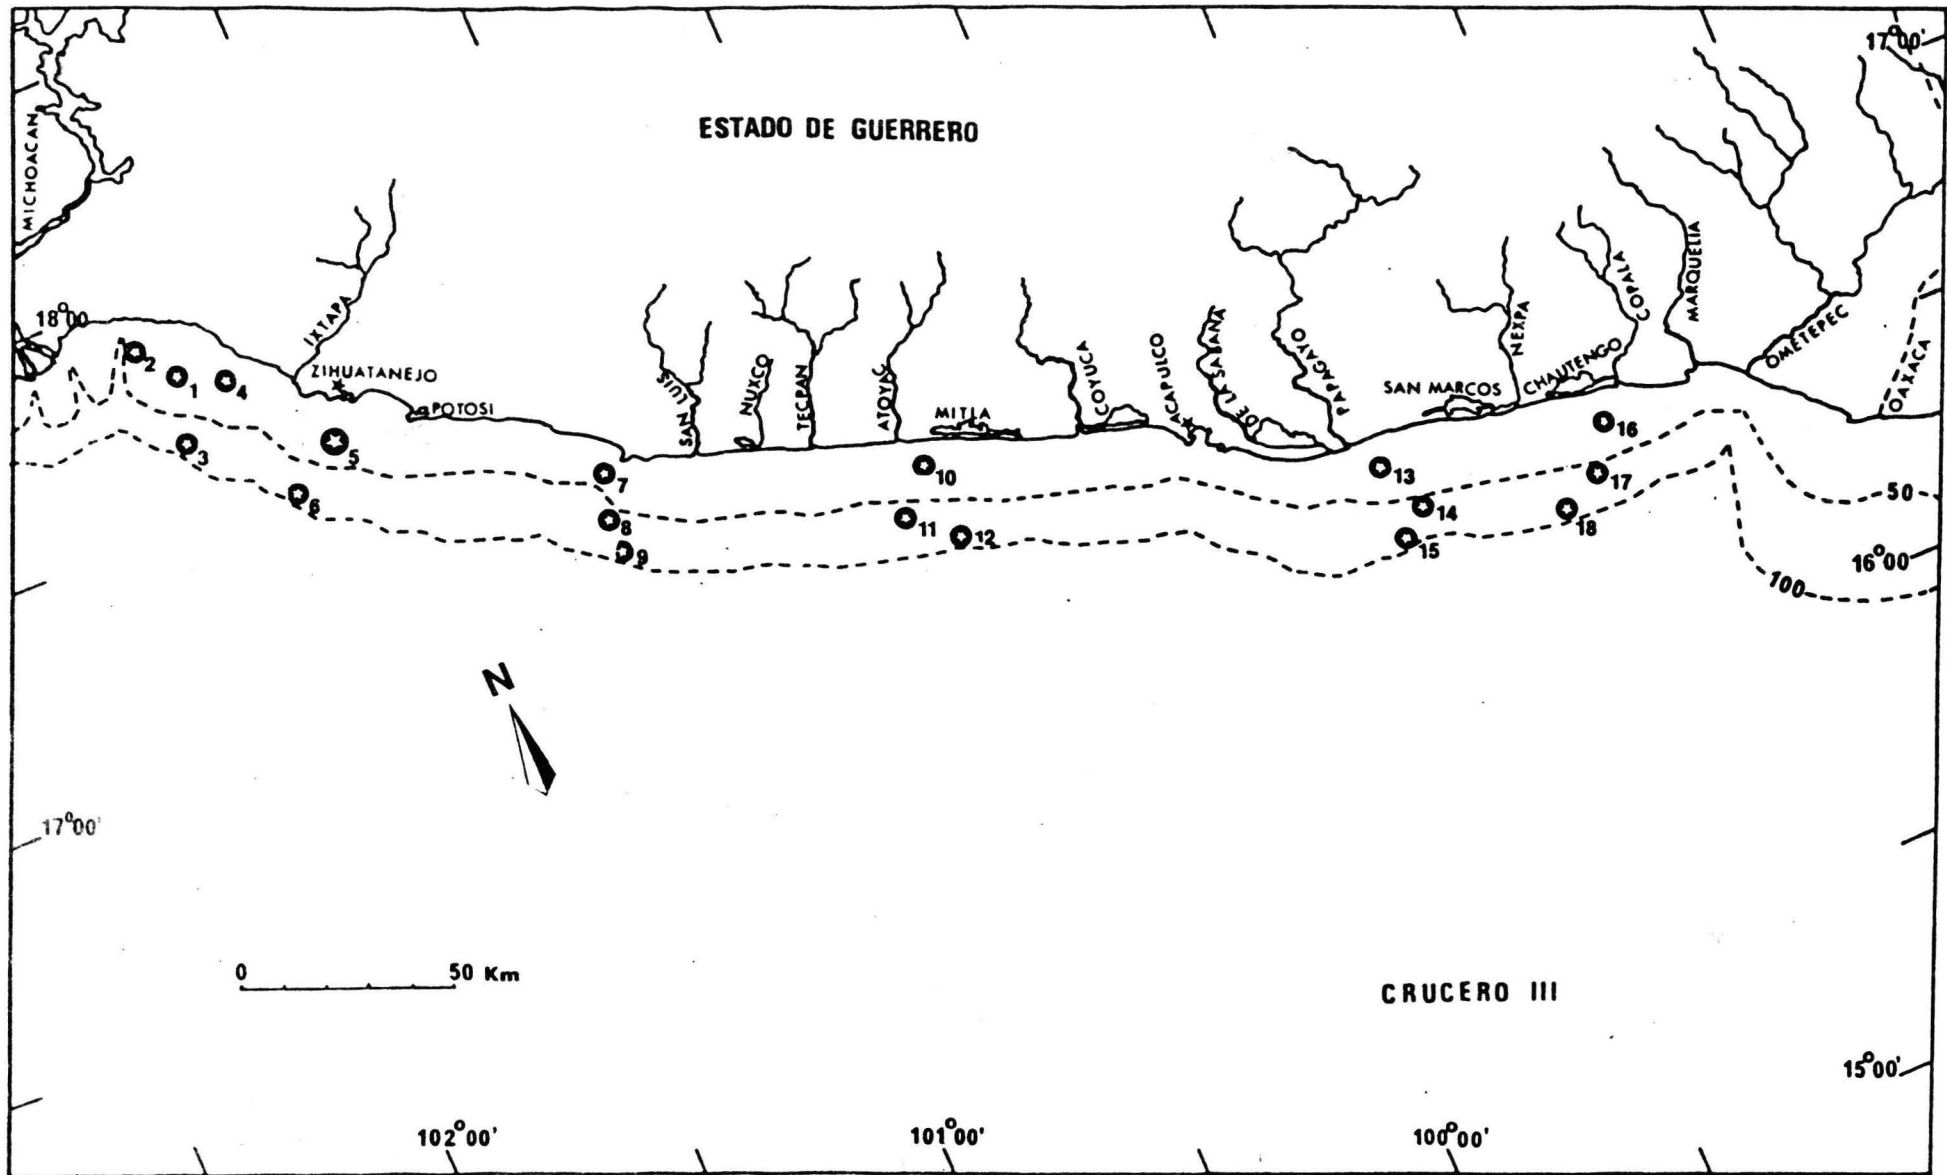 17°00'
ESTADO DE GUERRERO
MICHOACAN
18°00
IXTAPA
ZIHUATANEJO
POTOSI
SAN LUIS
NUXCO
TECPAN
ATOYAC
MITLA
COYUCA
ACAPULCO
DE LA SABANA
PAPAGAYO
SAN MARCOS
NEXPA
CHAUTENGO
COPALA
MARQUELIA
OMETEPEC
OAXACA
2
1
4
3
5
6
7
8
9
10
11
12
13
14
15
16
17
18
50
100
16°00
N
17°00'
0 50 Km
CRUCERO III
15°00'
102°00' 101°00' 100°00'